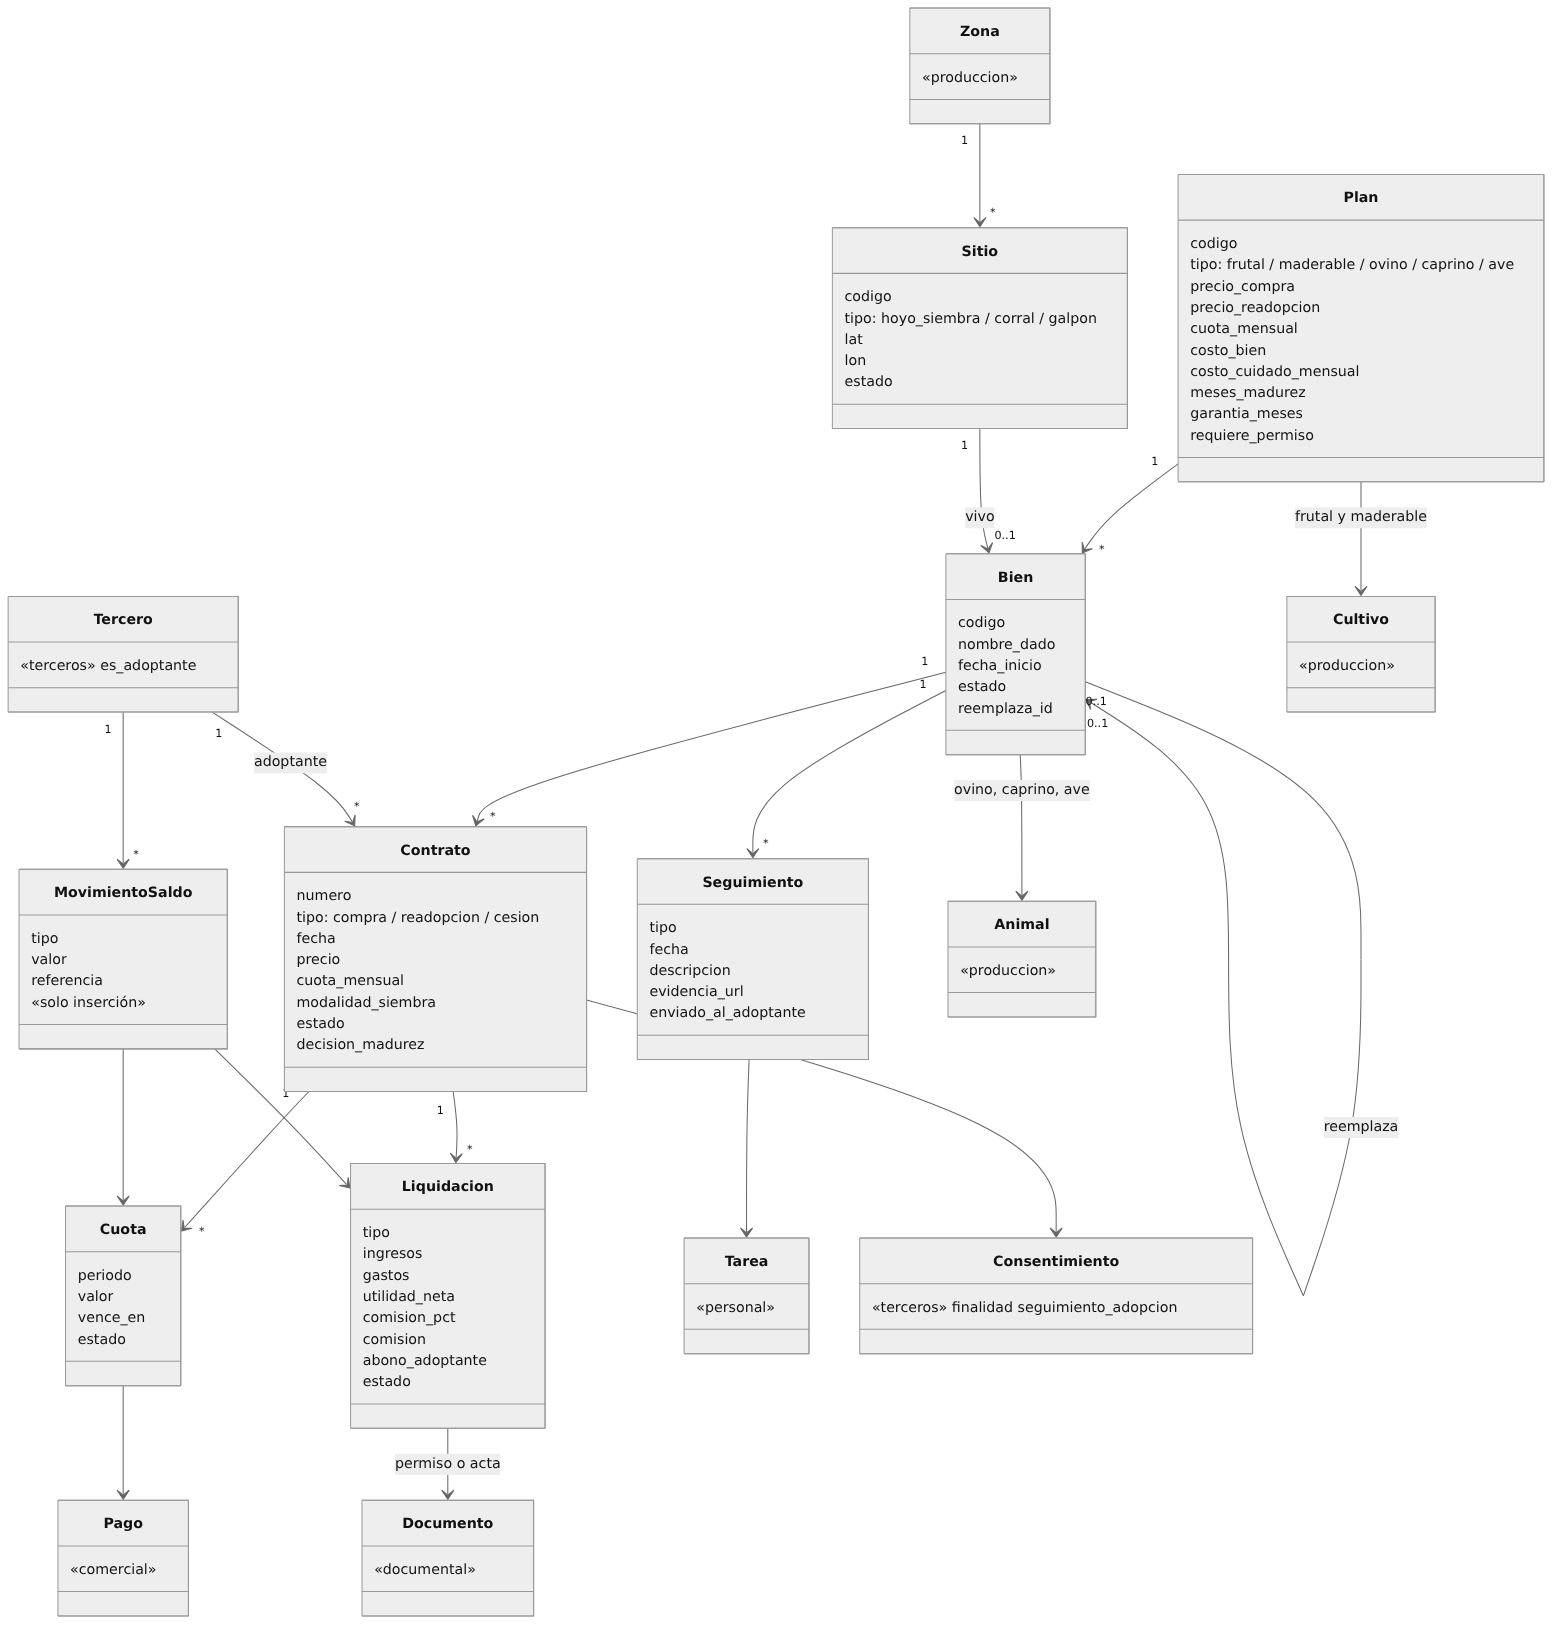 Zona
«produccion»
1
*
Sitio
codigo
tipo: hoyo_siembra / corral / galpon
lat
lon
estado
Plan
codigo
tipo: frutal / maderable / ovino / caprino / ave
precio_compra
precio_readopcion
cuota_mensual
costo_bien
costo_cuidado_mensual
meses_madurez
garantia_meses
requiere_permiso
1
vivo
0..1
1
*
frutal y maderable
Bien
codigo
nombre_dado
fecha_inicio
estado
reemplaza_id
Cultivo
«produccion»
Tercero
«terceros» es_adoptante
1
1
0..1
0..1
1
1
adoptante
*
*
*
*
ovino, caprino, ave
MovimientoSaldo
tipo
valor
referencia
«solo inserción»
Contrato
numero
tipo: compra / readopcion / cesion
fecha
precio
cuota_mensual
modalidad_siembra
estado
decision_madurez
Seguimiento
tipo
fecha
descripcion
evidencia_url
enviado_al_adoptante
Animal
«produccion»
1
1
*
*
reemplaza
Cuota
periodo
valor
vence_en
estado
Liquidacion
tipo
ingresos
gastos
utilidad_neta
comision_pct
comision
abono_adoptante
estado
Tarea
«personal»
Consentimiento
«terceros» finalidad seguimiento_adopcion
permiso o acta
Pago
«comercial»
Documento
«documental»